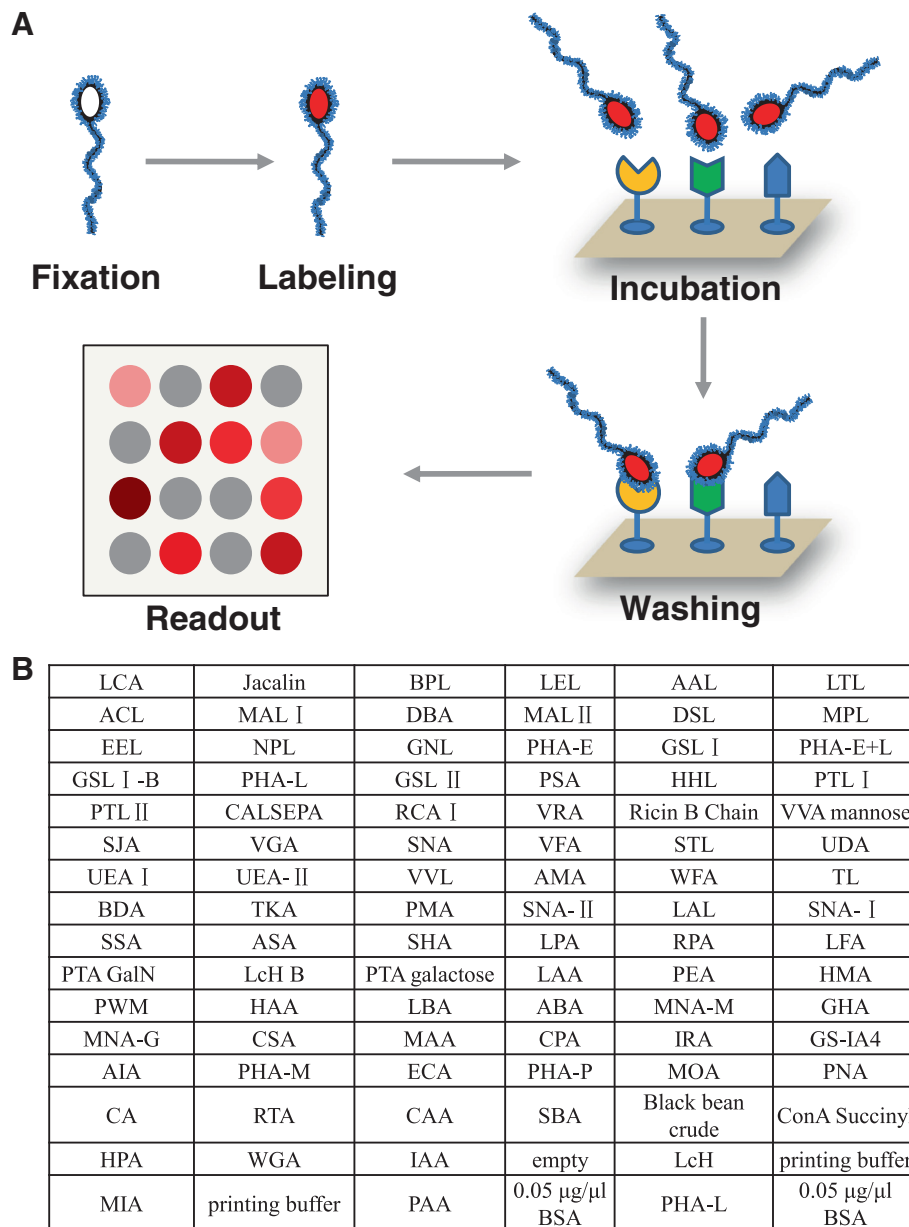 A
Fixation
Labeling
Incubation
Readout
Washing
B
LCA Jacalin BPL LEL AAL LTL
ACL MAL Ⅰ DBA MAL Ⅱ DSL MPL
EEL NPL GNL PHA-E GSL Ⅰ PHA-E+L
GSL Ⅰ -B PHA-L GSL Ⅱ PSA HHL PTL Ⅰ
PTL Ⅱ CALSEPA RCA Ⅰ VRA Ricin B Chain VVA mannose
SJA VGA SNA VFA STL UDA
UEA Ⅰ UEA- Ⅱ VVL AMA WFA TL
BDA TKA PMA SNA- Ⅱ LAL SNA- Ⅰ
SSA ASA SHA LPA RPA LFA
PTA GalN LcH B PTA galactose LAA PEA HMA
PWM HAA LBA ABA MNA-M GHA
MNA-G CSA MAA CPA IRA GS-IA4
AIA PHA-M ECA PHA-P MOA PNA
CA RTA CAA SBA Black bean
crude ConA Succinyl
HPA WGA IAA empty LcH printing buffer
MIA printing buffer PAA 0.05 μg/μl
BSA PHA-L 0.05 μg/μl
BSA